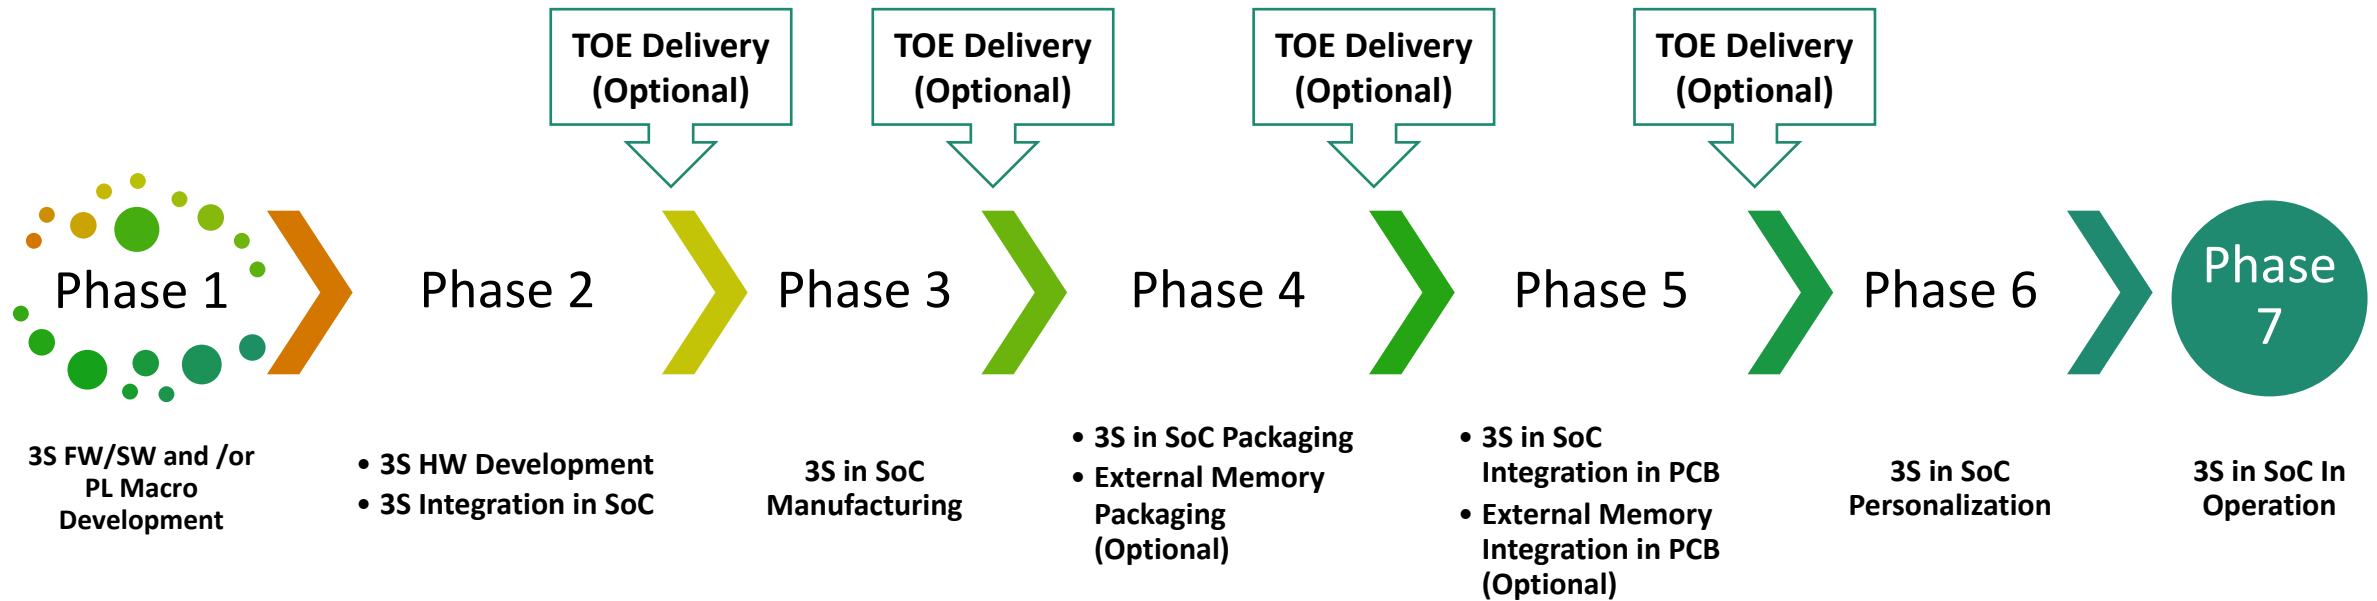 TOE Delivery
(Optional)
TOE Delivery
(Optional)
TOE Delivery
(Optional)
TOE Delivery
(Optional)
Phase 1
Phase 2
Phase 3
Phase 4
Phase 5
Phase 6
Phase
7
3S FW/SW and /or
PL Macro
Development
• 3S HW Development
• 3S Integration in SoC
3S in SoC
Manufacturing
• 3S in SoC Packaging
• External Memory
Packaging
(Optional)
• 3S in SoC
Integration in PCB
• External Memory
Integration in PCB
(Optional)
3S in SoC
Personalization
3S in SoC In
Operation